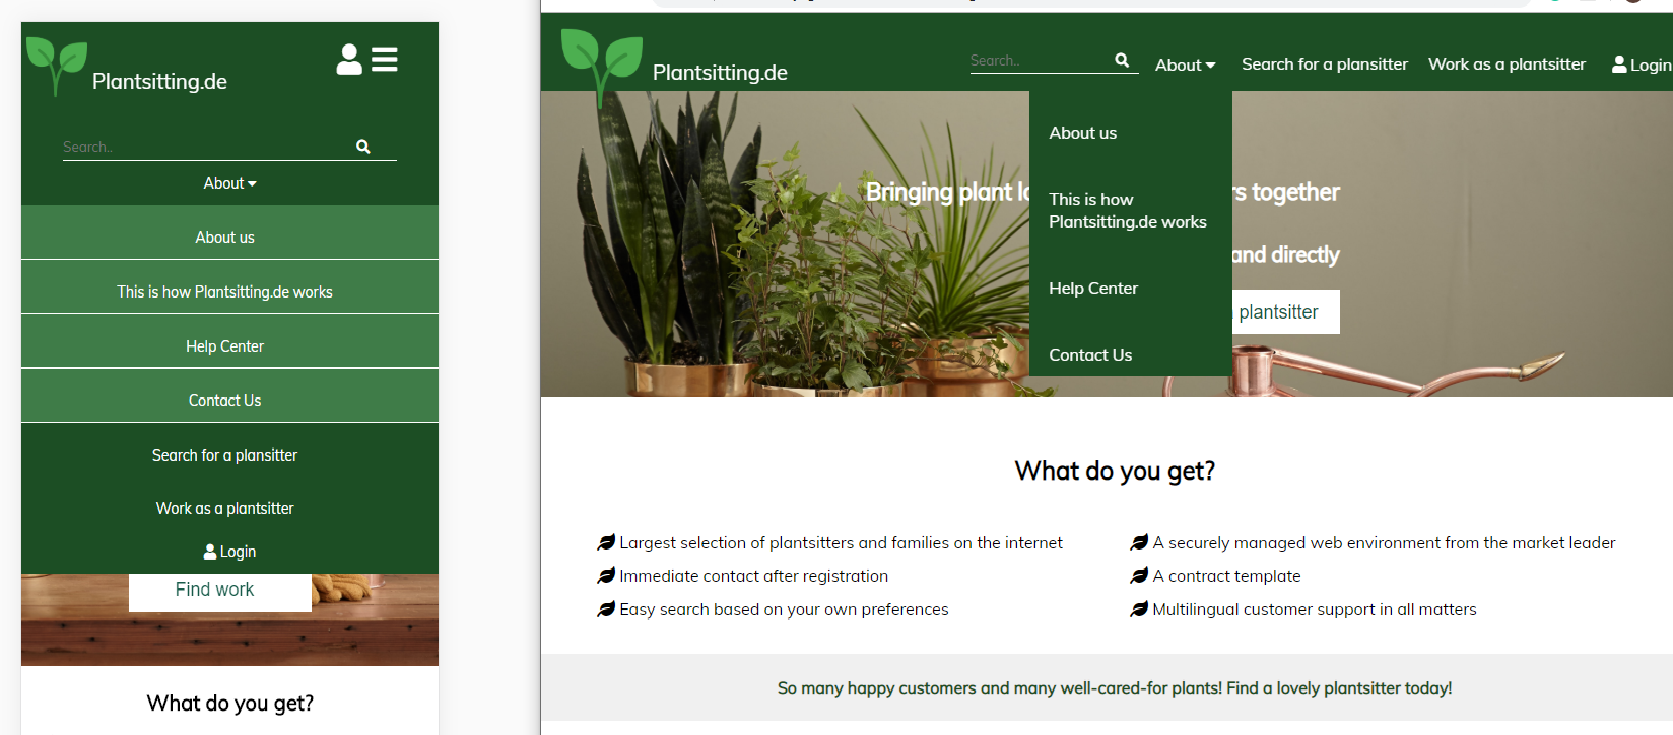 Plantsitting.de
Search..
About
About us
This is how Plantsitting.de works
Help Center
Contact Us
Search for a plansitter
Work as a plantsitter
Login
Find work
What do you get?
Plantsitting.de
Search..
About
Search for a plansitter
Work as a plantsitter
Login
About us
This is how
Plantsitting.de works
Help Center
Contact Us
Bringing plant
together
and directly
plantsitter
What do you get?
Largest selection of plantsitters and families on the internet
Immediate contact after registration
Easy search based on your own preferences
A securely managed web environment from the market leader
A contract template
Multilingual customer support in all matters
So many happy customers and many well-cared-for plants! Find a lovely plantsitter today!